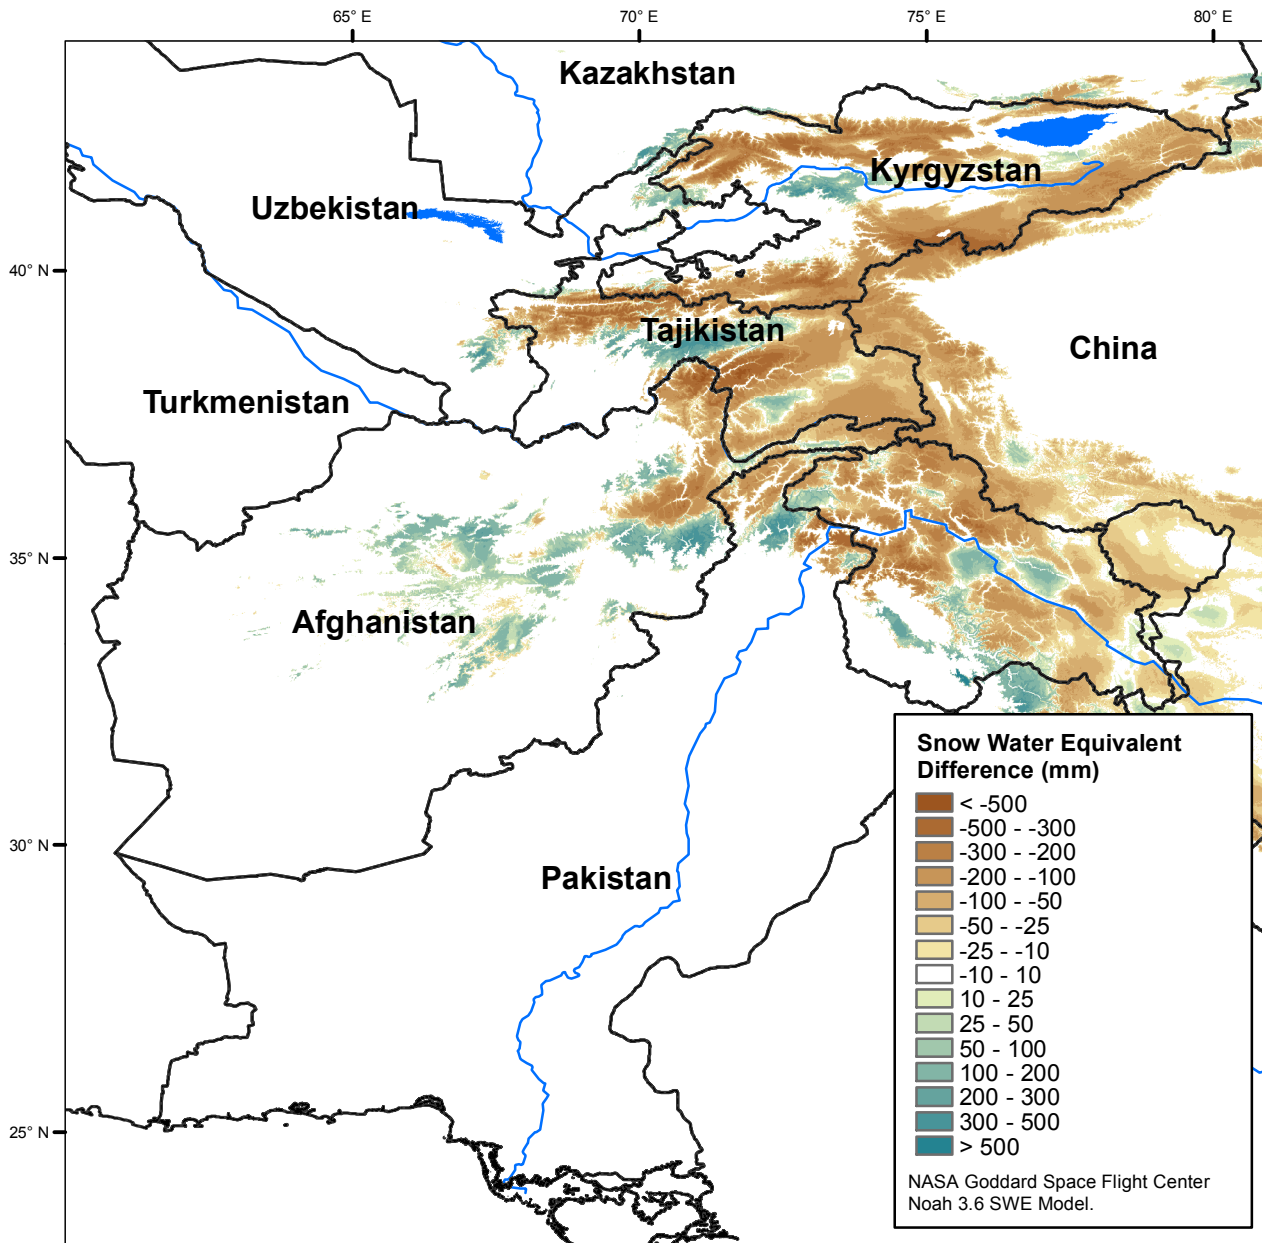 65° E
70° E
75° E
80° E
Kazakhstan
Kyrgyzstan
Uzbekistan
40° N
Tajikistan
China
Turkmenistan
35° N
Afghanistan
30° N
Pakistan
25° N
Snow Water Equivalent
Difference (mm)
< -500
-500 - -300
-300 - -200
-200 - -100
-100 - -50
-50 - -25
-25 - -10
-10 - 10
10 - 25
25 - 50
50 - 100
100 - 200
200 - 300
300 - 500
> 500
NASA Goddard Space Flight Center
Noah 3.6 SWE Model.